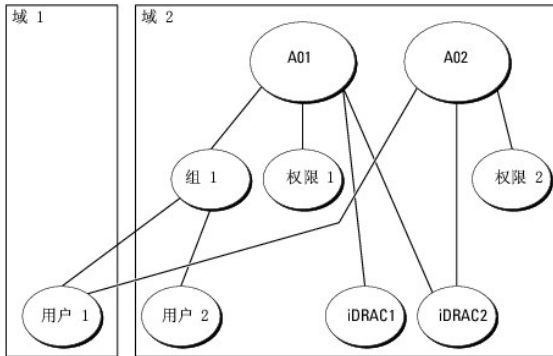 域 1
域 2
A01
A02
组 1
权限 1
权限 2
用户 1
用户 2
iDRAC1
iDRAC2